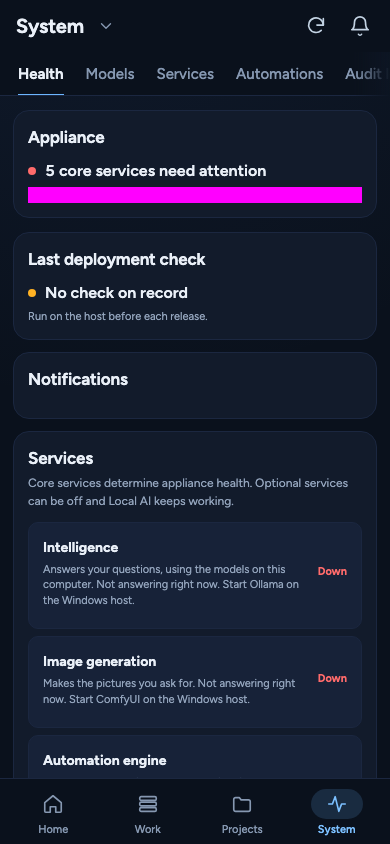 System
Health Models Services Automations Audit
Appliance
5 core services need attention
Last deployment check
No check on record
Run on the host before each release.
Notifications
Services
Core services determine appliance health. Optional services
can be off and Local AI keeps working.
Intelligence
Answers your questions, using the models on this
computer. Not answering right now. Start Ollama on
the Windows host.
Down
Image generation
Makes the pictures you ask for. Not answering right
now. Start ComfyUI on the Windows host.
Down
Automation engine
Home Work Projects System